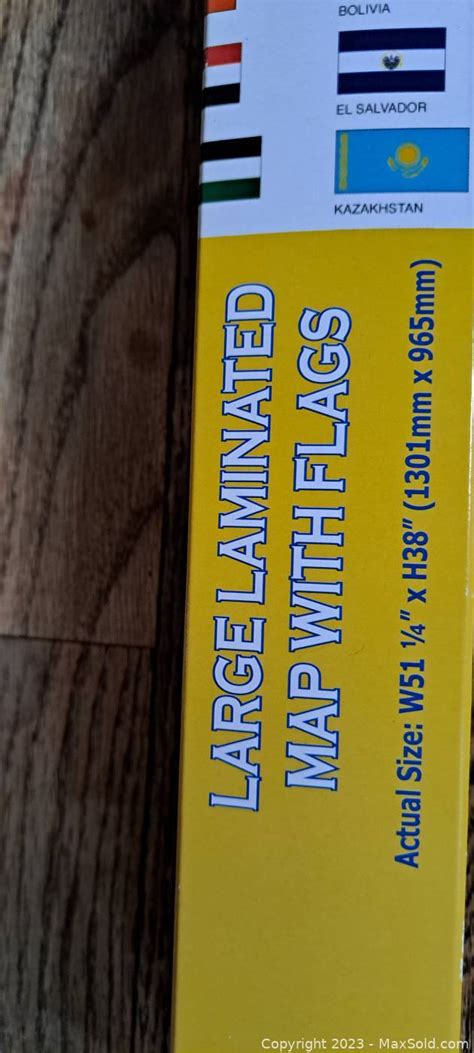 BOLIVIA
EL SALVADOR
KAZAKHSTAN
LARGE LAMINATED
MAP WITH FLAGS
Actual Size: W51 ¼" x H38" (1301mm x 965mm)
Copyright 2023 - MaxSold.com